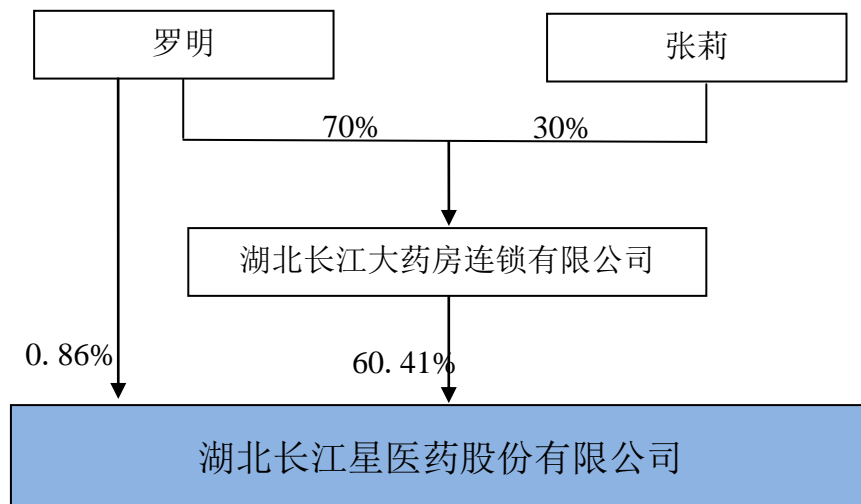 罗明
张莉
70%
30%
湖北长江大药房连锁有限公司
0. 86%
60. 41%
湖北长江星医药股份有限公司